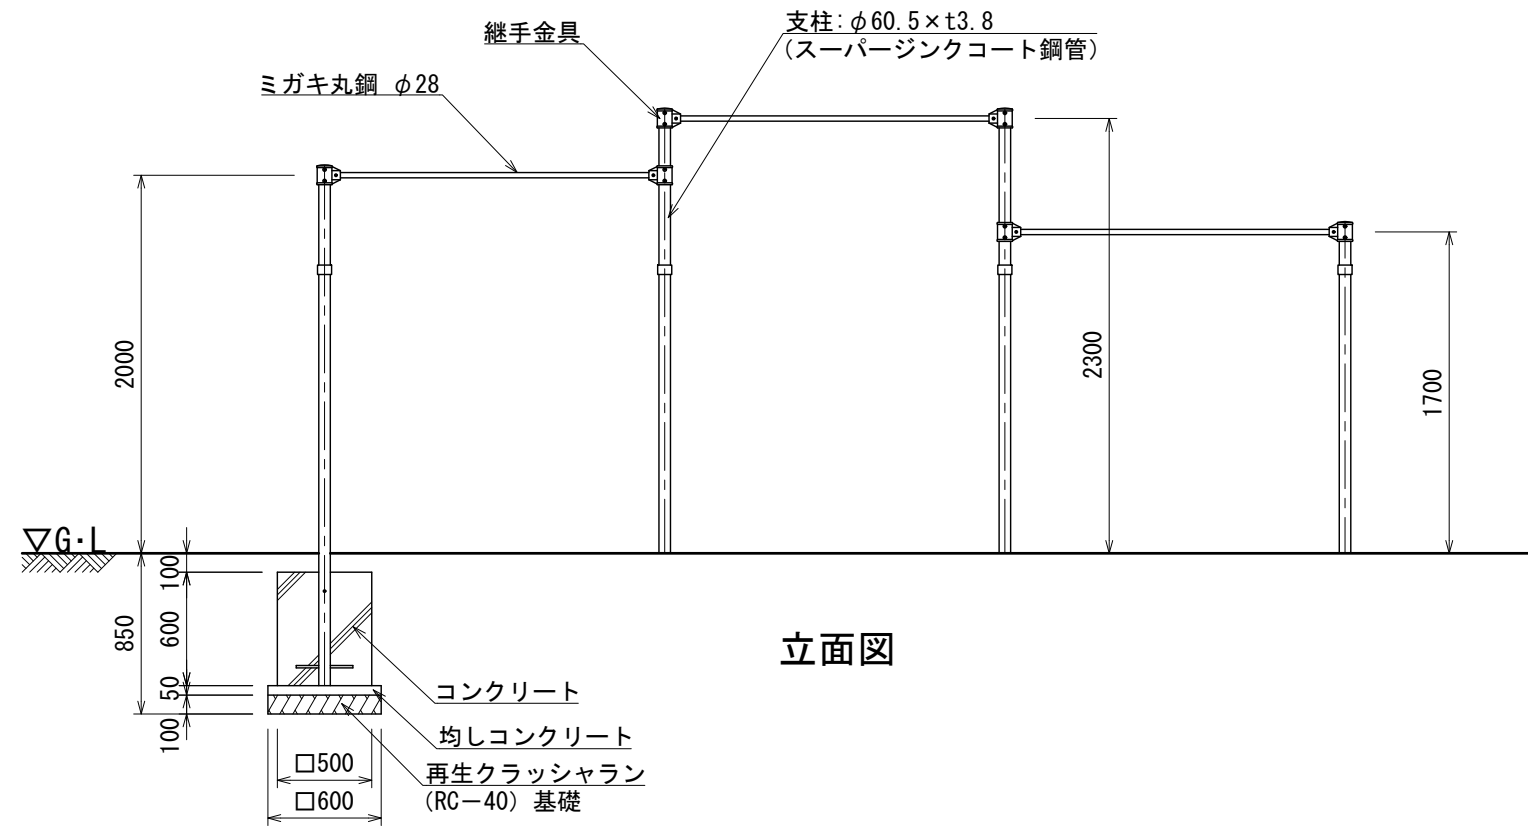 支柱:φ60.5×t3.8
(スーパージンクコート鋼管)
継手金具
ミガキ丸鋼 φ28
2000
2300
1700
▽G・L
100
600
850
50
100
立面図
コンクリート
均しコンクリート
再生クラッシャラン
(RC-40) 基礎
□500
□600